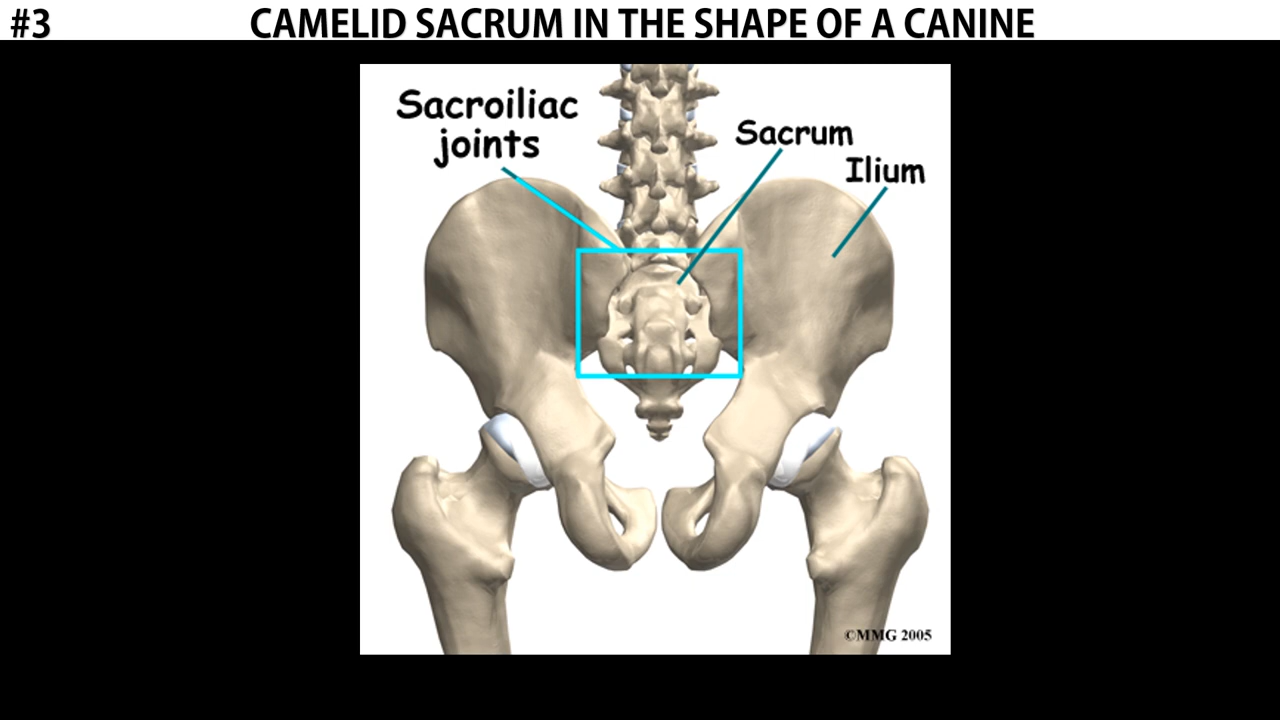 #3 CAMELID SACRUM IN THE SHAPE OF A CANINE
Sacroiliac
joints
Sacrum
Ilium
©MMG 2005